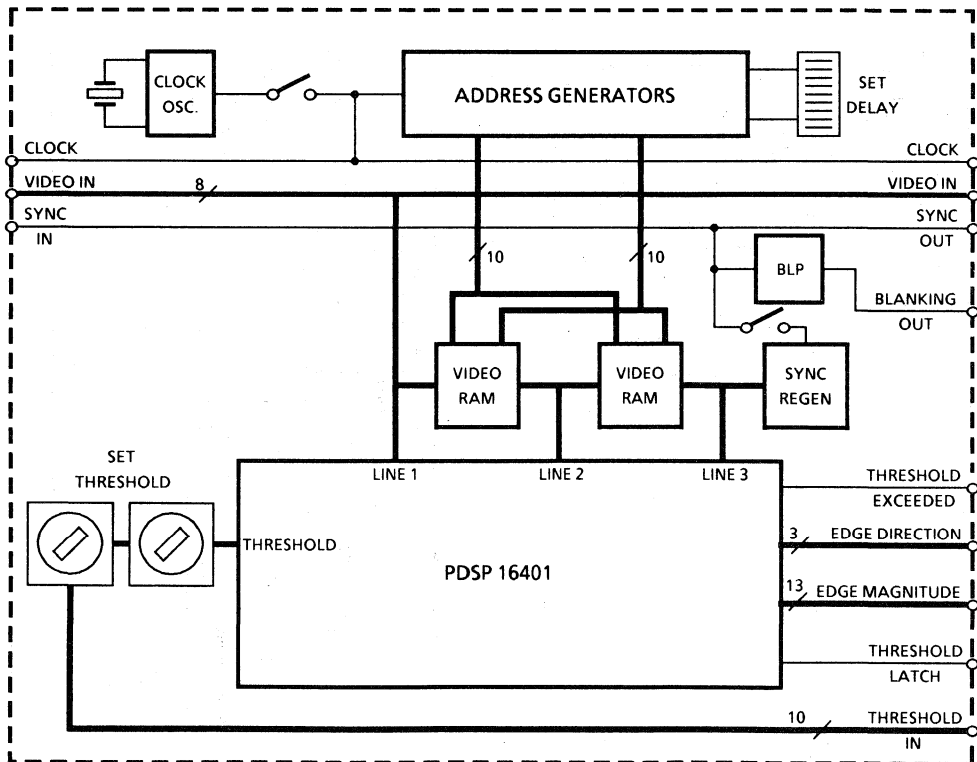 CLOCK
OSC.
ADDRESS GENERATORS
SET
DELAY
CLOCK
CLOCK
VIDEO IN
8
VIDEO IN
SYNC
IN
SYNC
OUT
10
10
BLP
BLANKING
OUT
VIDEO
RAM
VIDEO
RAM
SYNC
REGEN
SET
THRESHOLD
LINE 1
LINE 2
LINE 3
THRESHOLD
EXCEEDED
THRESHOLD
3
EDGE DIRECTION
PDSP 16401
13
EDGE MAGNITUDE
THRESHOLD
LATCH
10
THRESHOLD
IN